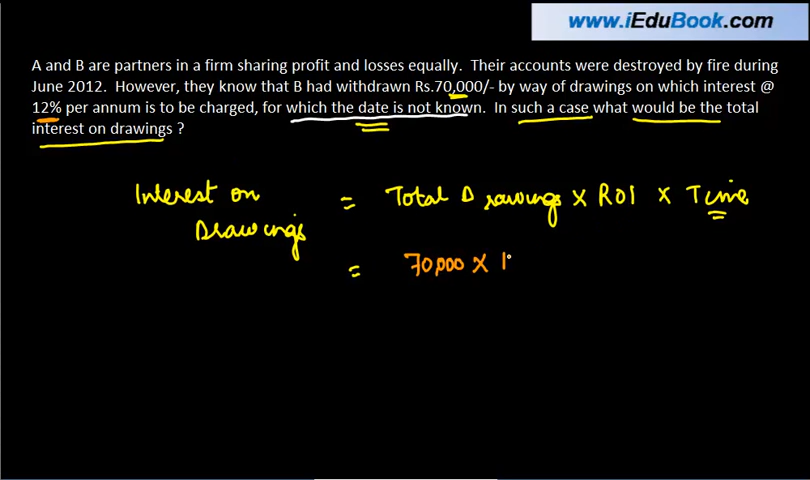 www.iEduBook.com
A and B are partners in a firm sharing profit and losses equally. Their accounts were destroyed by fire during
June 2012. However, they know that B had withdrawn Rs.70,000/- by way of drawings on which interest @
12% per annum is to be charged, for which the date is not known. In such a case what would be the total
interest on drawings ?
Interest on = Total Drawings X ROI X Time
Drawings
= 70,000 X 1